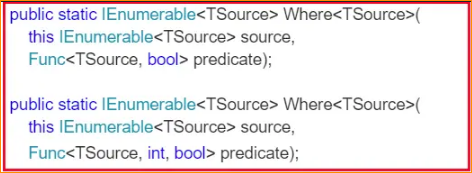 public static IEnumerable<TSource> Where<TSource>(
this IEnumerable<TSource> source,
Func<TSource, bool> predicate);
public static IEnumerable<TSource> Where<TSource>(
this IEnumerable<TSource> source,
Func<TSource, int, bool> predicate);